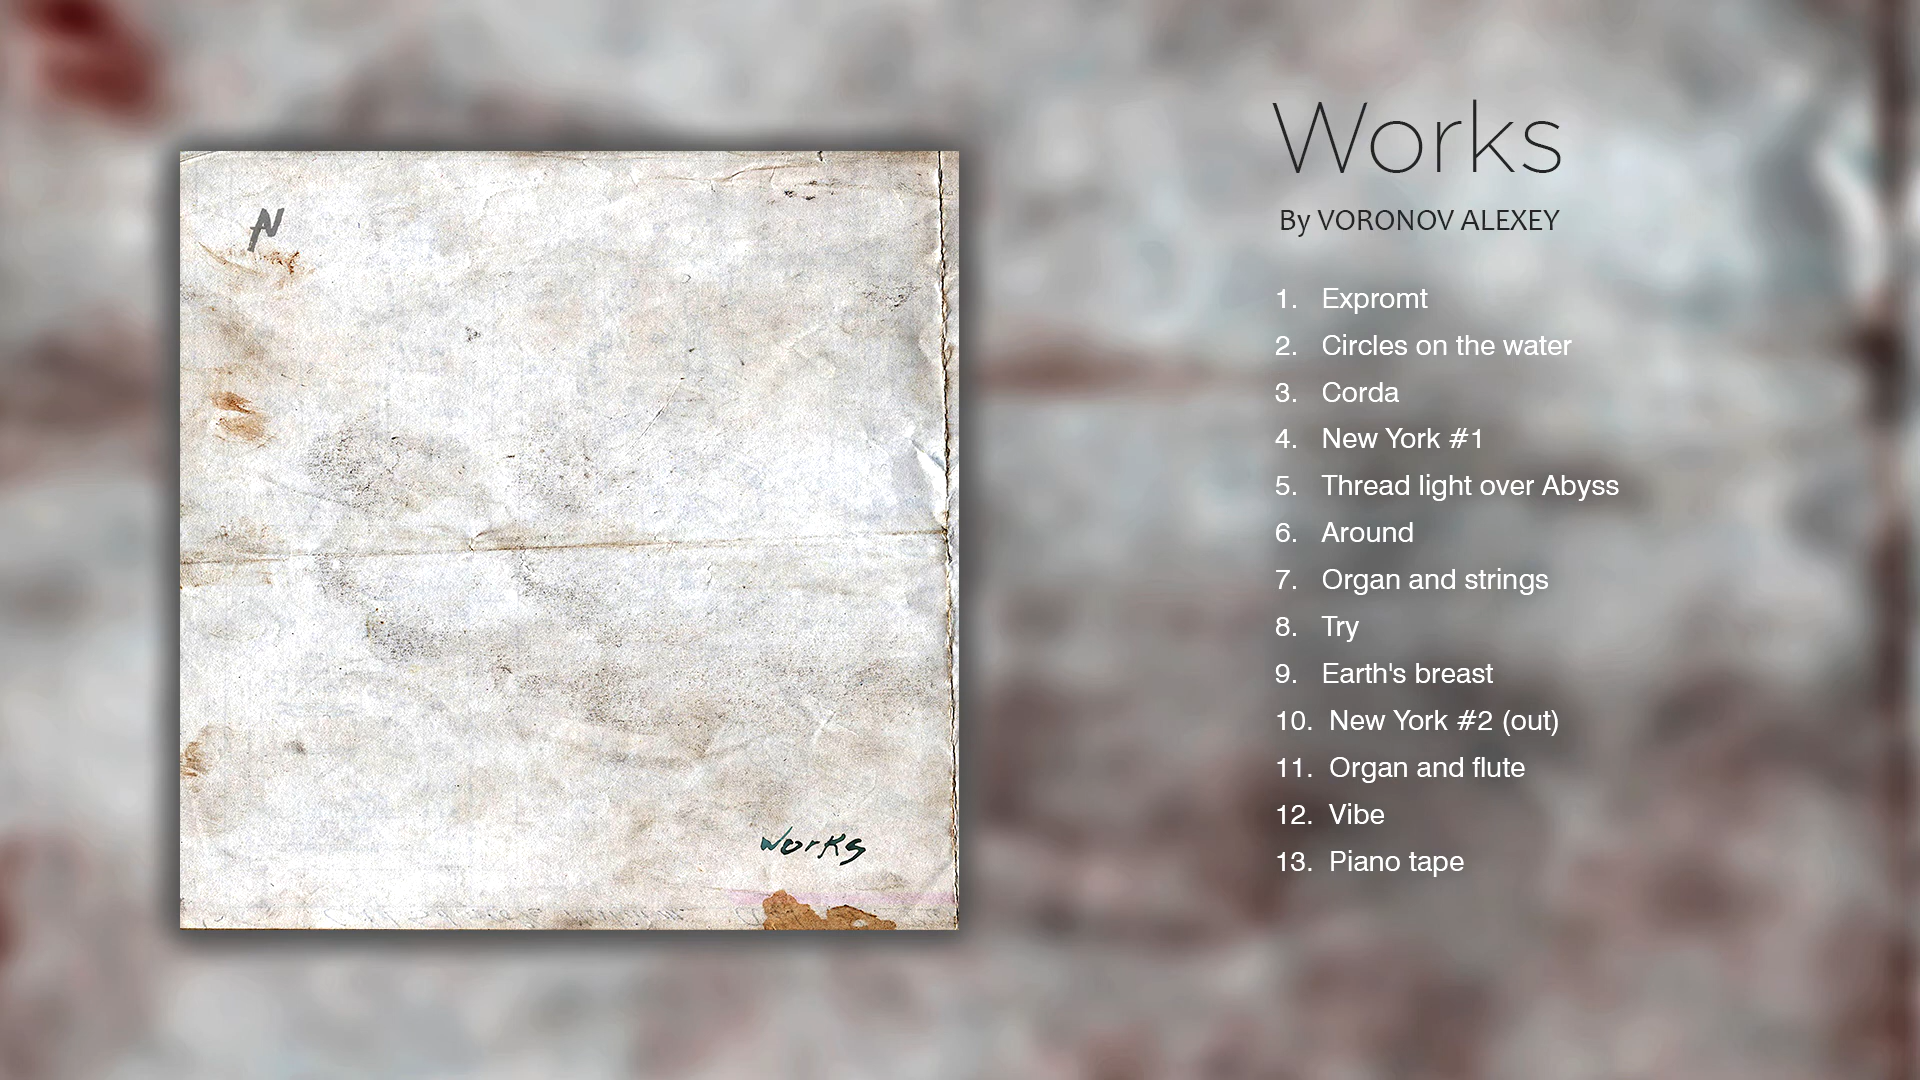 N
Works
Works
By VORONOV ALEXEY
1. Expromt
2. Circles on the water
3. Corda
4. New York #1
5. Thread light over Abyss
6. Around
7. Organ and strings
8. Try
9. Earth's breast
10. New York #2 (out)
11. Organ and flute
12. Vibe
13. Piano tape